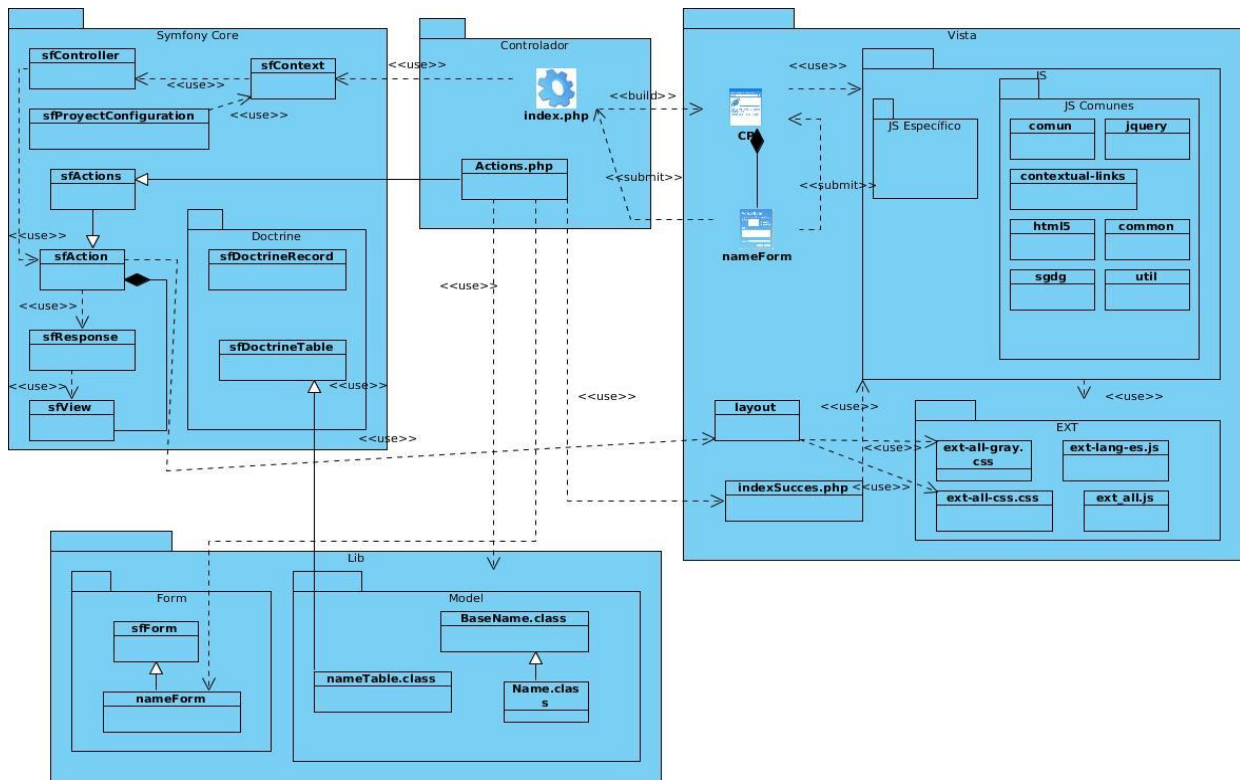 Symfony Core
sfController
sfContext
<<use>>
sfProyectConfiguration
<<use>>
sfActions
<<use>>
sfAction
<<use>>
sfResponse
<<use>>
sfView
Doctrine
sfDoctrineRecord
sfDoctrineTable
<<use>>
<<use>>
Controlador
<<use>>
index.php
Actions.php
<<build>>
<<submit>>
<<use>>
<<use>>
Vista
<<use>>
CP
<<submit>>
nameForm
JS
JS Específico
JS Comunes
comun
jquery
contextual-links
html5
common
sgdg
util
<<use>>
layout
<<use>>
<<use>>
<<use>>
indexSucces.php
EXT
ext-all-gray.
css
ext-lang-es.js
ext-all-css.css
ext_all.js
Lib
Form
sfForm
nameForm
Model
BaseName.class
nameTable.class
Name.clas
s